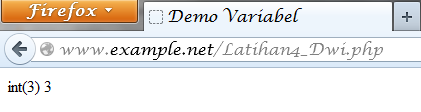 Firefox
Demo Variabel
www.example.net/Latihan4_Dwi.php
int(3) 3